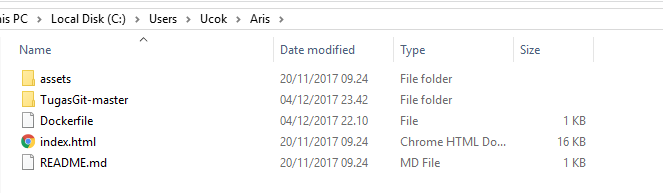 his PC > Local Disk (C:) > Users > Ucok > Aris >
Name Date modified Type Size
assets 20/11/2017 09.24 File folder
TugasGit-master 04/12/2017 23.42 File folder
Dockerfile 04/12/2017 22.10 File 1 KB
index.html 20/11/2017 09.24 Chrome HTML Do... 16 KB
README.md 20/11/2017 09.24 MD File 1 KB